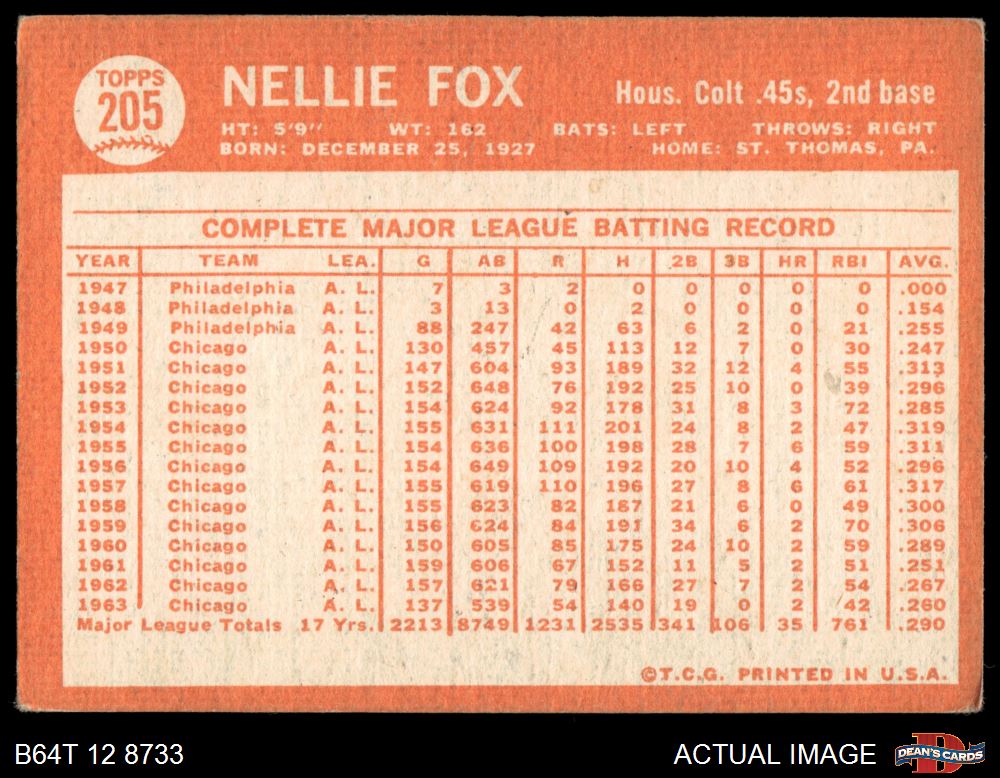 TOPPS
205
NELLIE FOX
Hous. Colt .45s, 2nd base
HT: 5'9" WT: 162 BATS: LEFT THROWS: RIGHT
BORN: DECEMBER 25, 1927 HOME: ST. THOMAS, PA.
COMPLETE MAJOR LEAGUE BATTING RECORD
YEAR TEAM LEA. G AB R H 2B 3B HR RBI AVG.
1947 Philadelphia A. L. 7 3 2 0 0 0 0 0 .000
1948 Philadelphia A. L. 3 13 0 2 0 0 0 0 .154
1949 Philadelphia A. L. 88 247 42 63 6 2 0 21 .255
1950 Chicago A. L. 130 457 45 113 12 7 0 30 .247
1951 Chicago A. L. 147 604 93 189 32 12 4 55 .313
1952 Chicago A. L. 152 648 76 192 25 10 0 39 .296
1953 Chicago A. L. 154 624 92 178 31 8 3 72 .285
1954 Chicago A. L. 155 631 111 201 24 8 2 47 .319
1955 Chicago A. L. 154 636 100 198 28 7 6 59 .311
1956 Chicago A. L. 154 649 109 192 20 10 4 52 .296
1957 Chicago A. L. 155 619 110 196 27 8 6 61 .317
1958 Chicago A. L. 155 623 82 187 21 6 0 49 .300
1959 Chicago A. L. 156 624 84 191 34 6 2 70 .306
1960 Chicago A. L. 150 605 85 175 24 10 2 59 .289
1961 Chicago A. L. 159 606 67 152 11 5 2 51 .251
1962 Chicago A. L. 157 621 79 166 27 7 2 54 .267
1963 Chicago A. L. 137 539 54 140 19 0 2 42 .260
Major League Totals 17 Yrs. 2213 8749 1231 2535 341 106 35 761 .290
©T.C.G. PRINTED IN U.S.A.
B64T 12 8733
ACTUAL IMAGE
DEAN'S CARDS